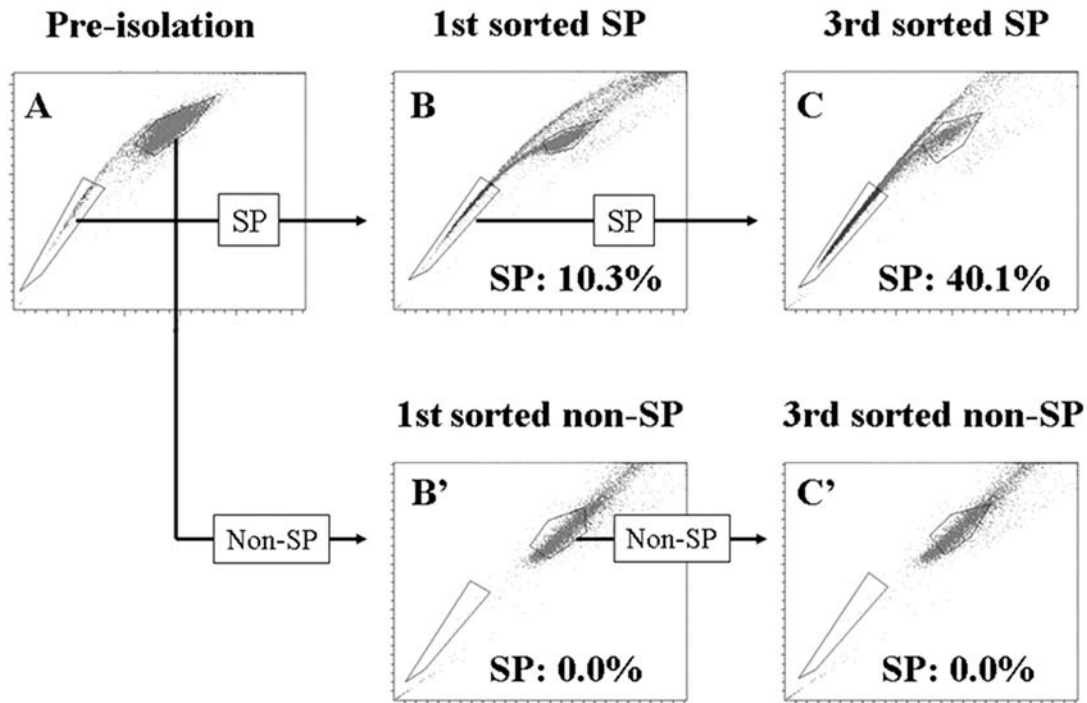 Pre-isolation
1st sorted SP
3rd sorted SP
A
B
C
SP
SP
SP: 10.3%
SP: 40.1%
1st sorted non-SP
3rd sorted non-SP
B’
C’
Non-SP
Non-SP
SP: 0.0%
SP: 0.0%